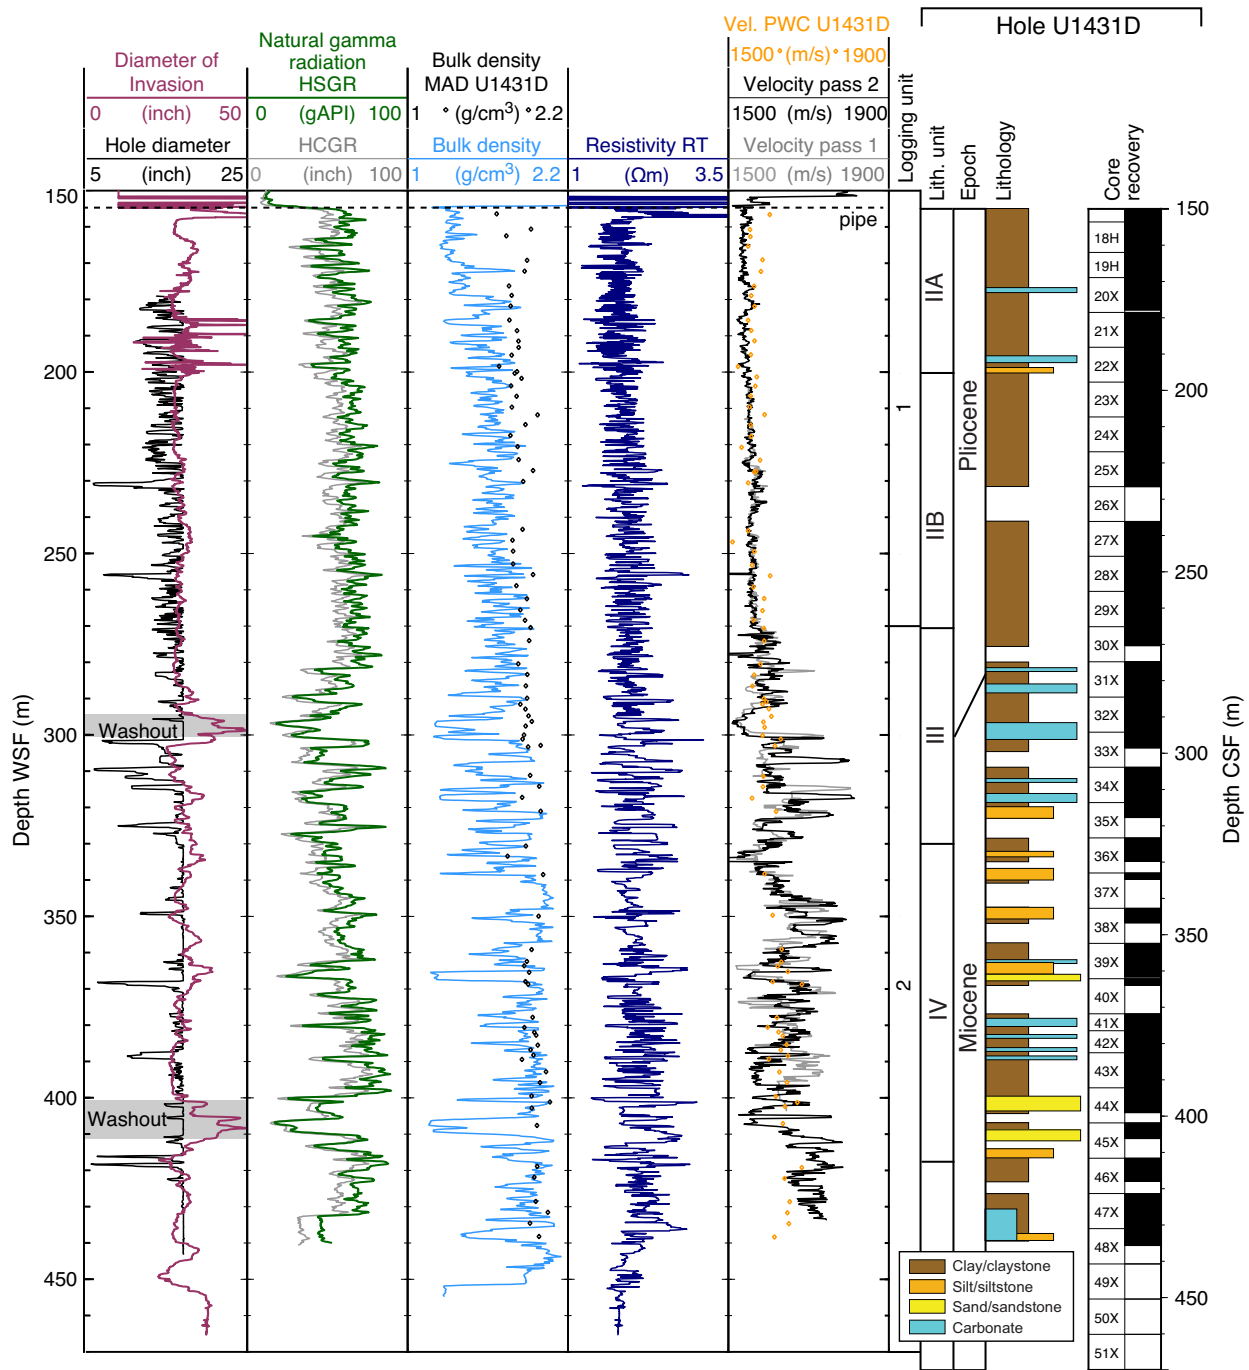 Hole U1431D
Vel. PWC U1431D
1500 (m/s) 1900
Natural gamma
radiation
HSGR
0 (gAPI) 100
Diameter of
Invasion
0 (inch) 50
Bulk density
MAD U1431D
1 (g/cm3) 2.2
Velocity pass 2
1500 (m/s) 1900
Hole diameter
5 (inch) 25
HCGR
0 (inch) 100
Bulk density
1 (g/cm3) 2.2
Resistivity RT
1 (Ωm) 3.5
Velocity pass 1
1500 (m/s) 1900
Logging unit
Lith. unit
Epoch
Lithology
Core
recovery
Depth WSF (m)
150
200
250
300
350
400
450
pipe
Washout
Washout
1
2
IIA
IIB
III
IV
Pliocene
Miocene
18H
19H
20X
21X
22X
23X
24X
25X
26X
27X
28X
29X
30X
31X
32X
33X
34X
35X
36X
37X
38X
39X
40X
41X
42X
43X
44X
45X
46X
47X
48X
49X
50X
51X
150
200
250
300
350
400
450
Depth CSF (m)
Clay/claystone
Silt/siltstone
Sand/sandstone
Carbonate